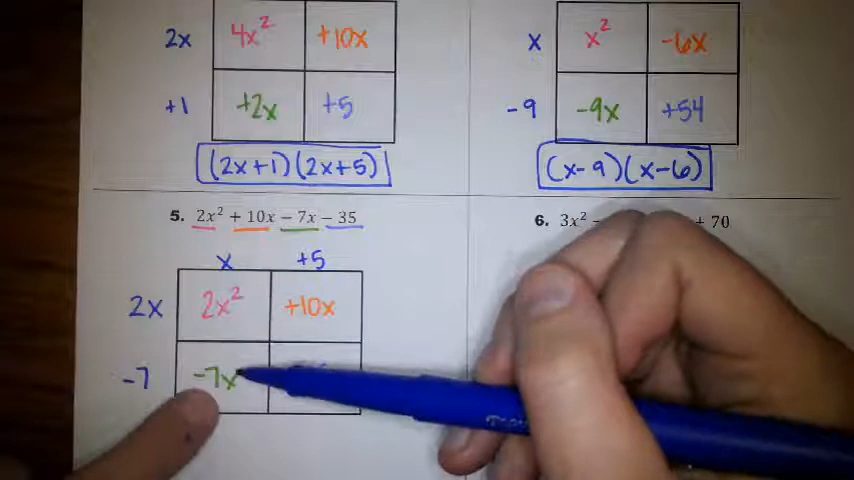 2x 4x² +10x
+1 +2x +5
(2x+1)(2x+5)
x x² -6x
-9 -9x +54
(x-9)(x-6)
5. 2x² + 10x - 7x - 35
x +5
2x 2x² +10x
-7 -7x
6. 3x² - + 70